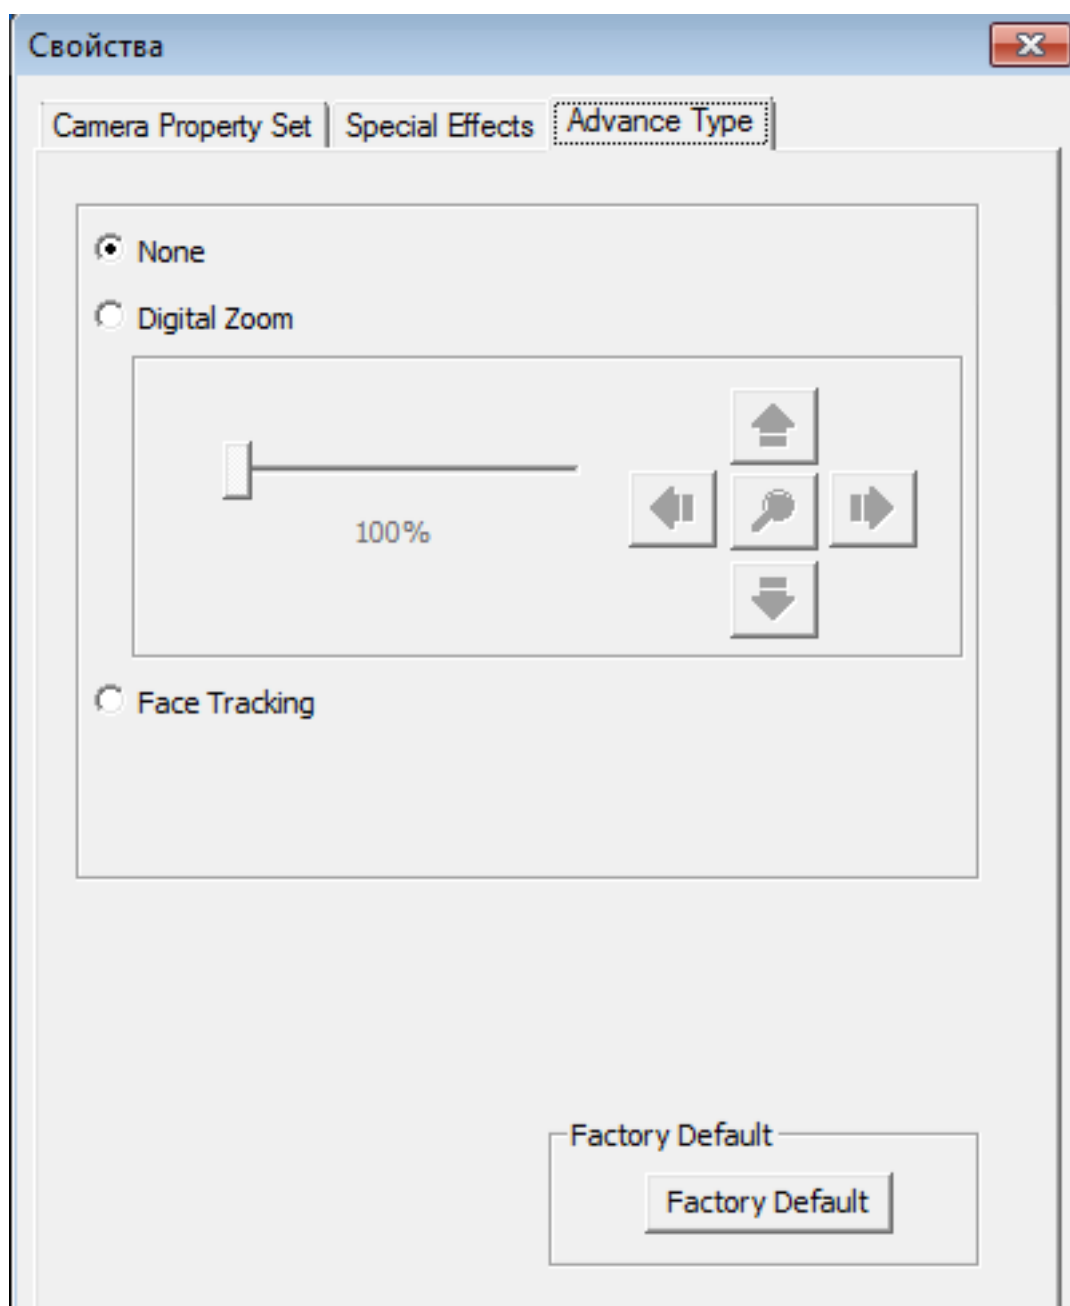 Свойства
Camera Property Set Special Effects Advance Type
None
Digital Zoom
100%
Face Tracking
Factory Default
Factory Default